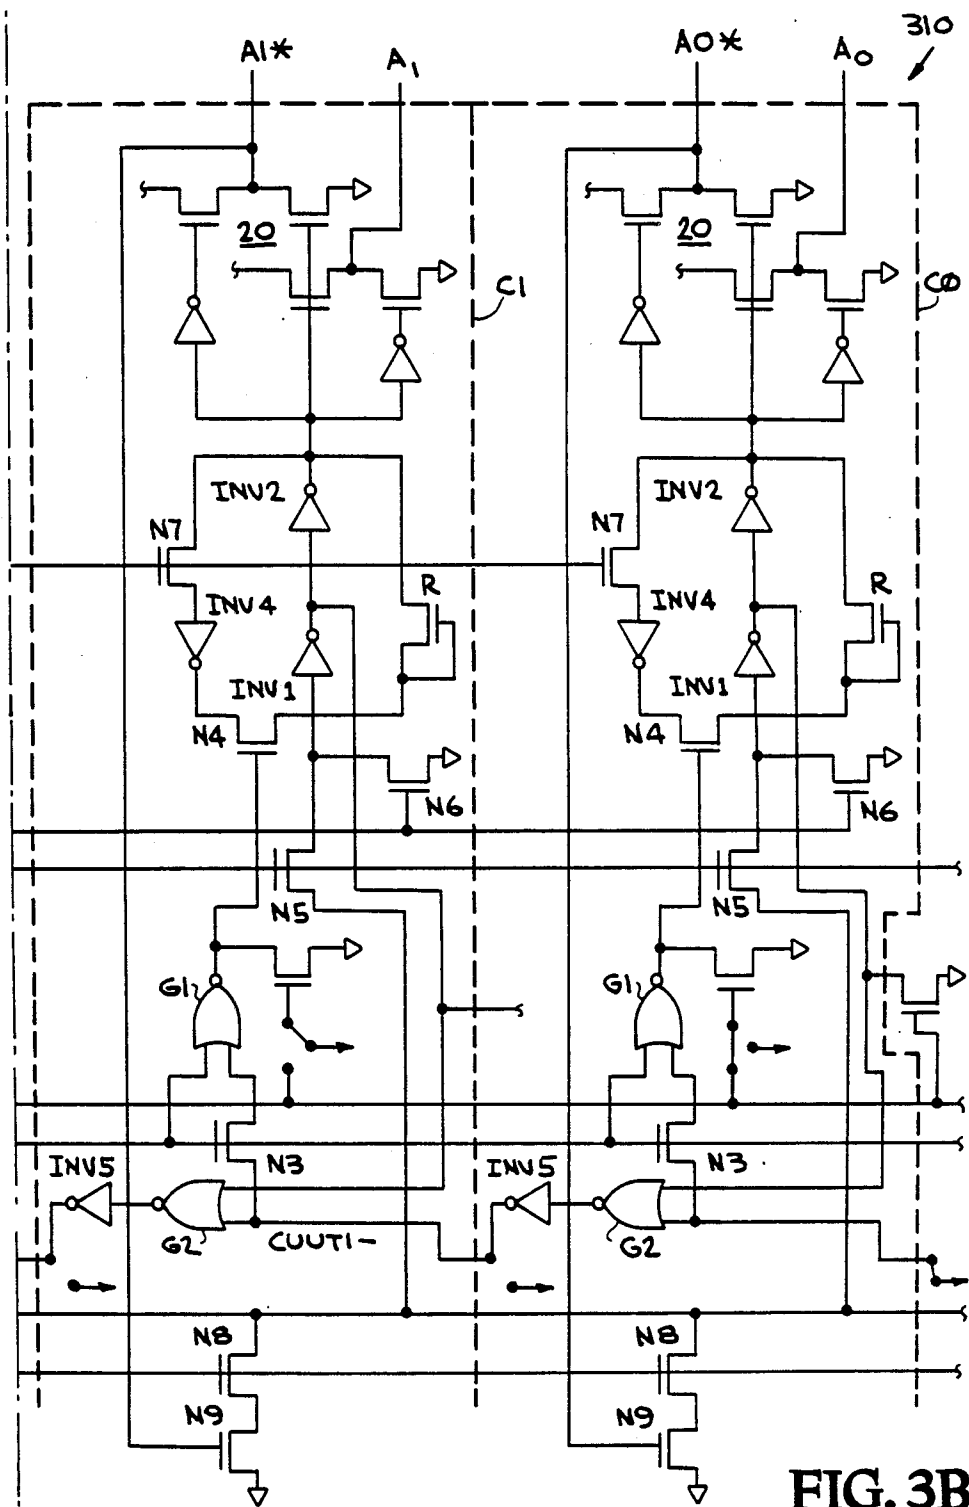 310
A1* A1 A0* A0
20 20
C1 CØ
INV2 INV2
N7 N7
INV4 R INV4 R
INV1 INV1
N4 N4
N6 N6
N5 N5
G1 G1
N3 N3
INV5 INV5
G2 CUUT1- G2
N8 N8
N9 N9
FIG. 3B